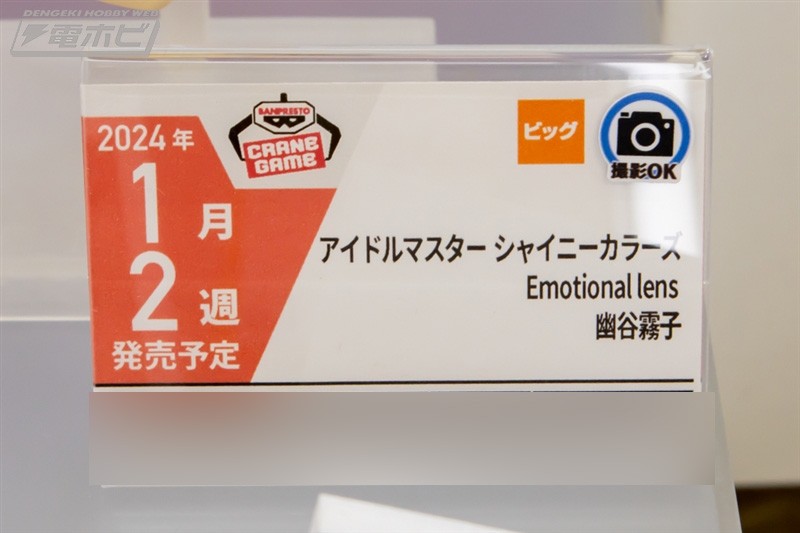 DENGEKI HOBBY WEB
電ホビ
2024年
1月
2週
発売予定
BANPRESTO
CRANE
GAME
ビッグ
撮影OK
アイドルマスター シャイニーカラーズ
Emotional lens
幽谷霧子